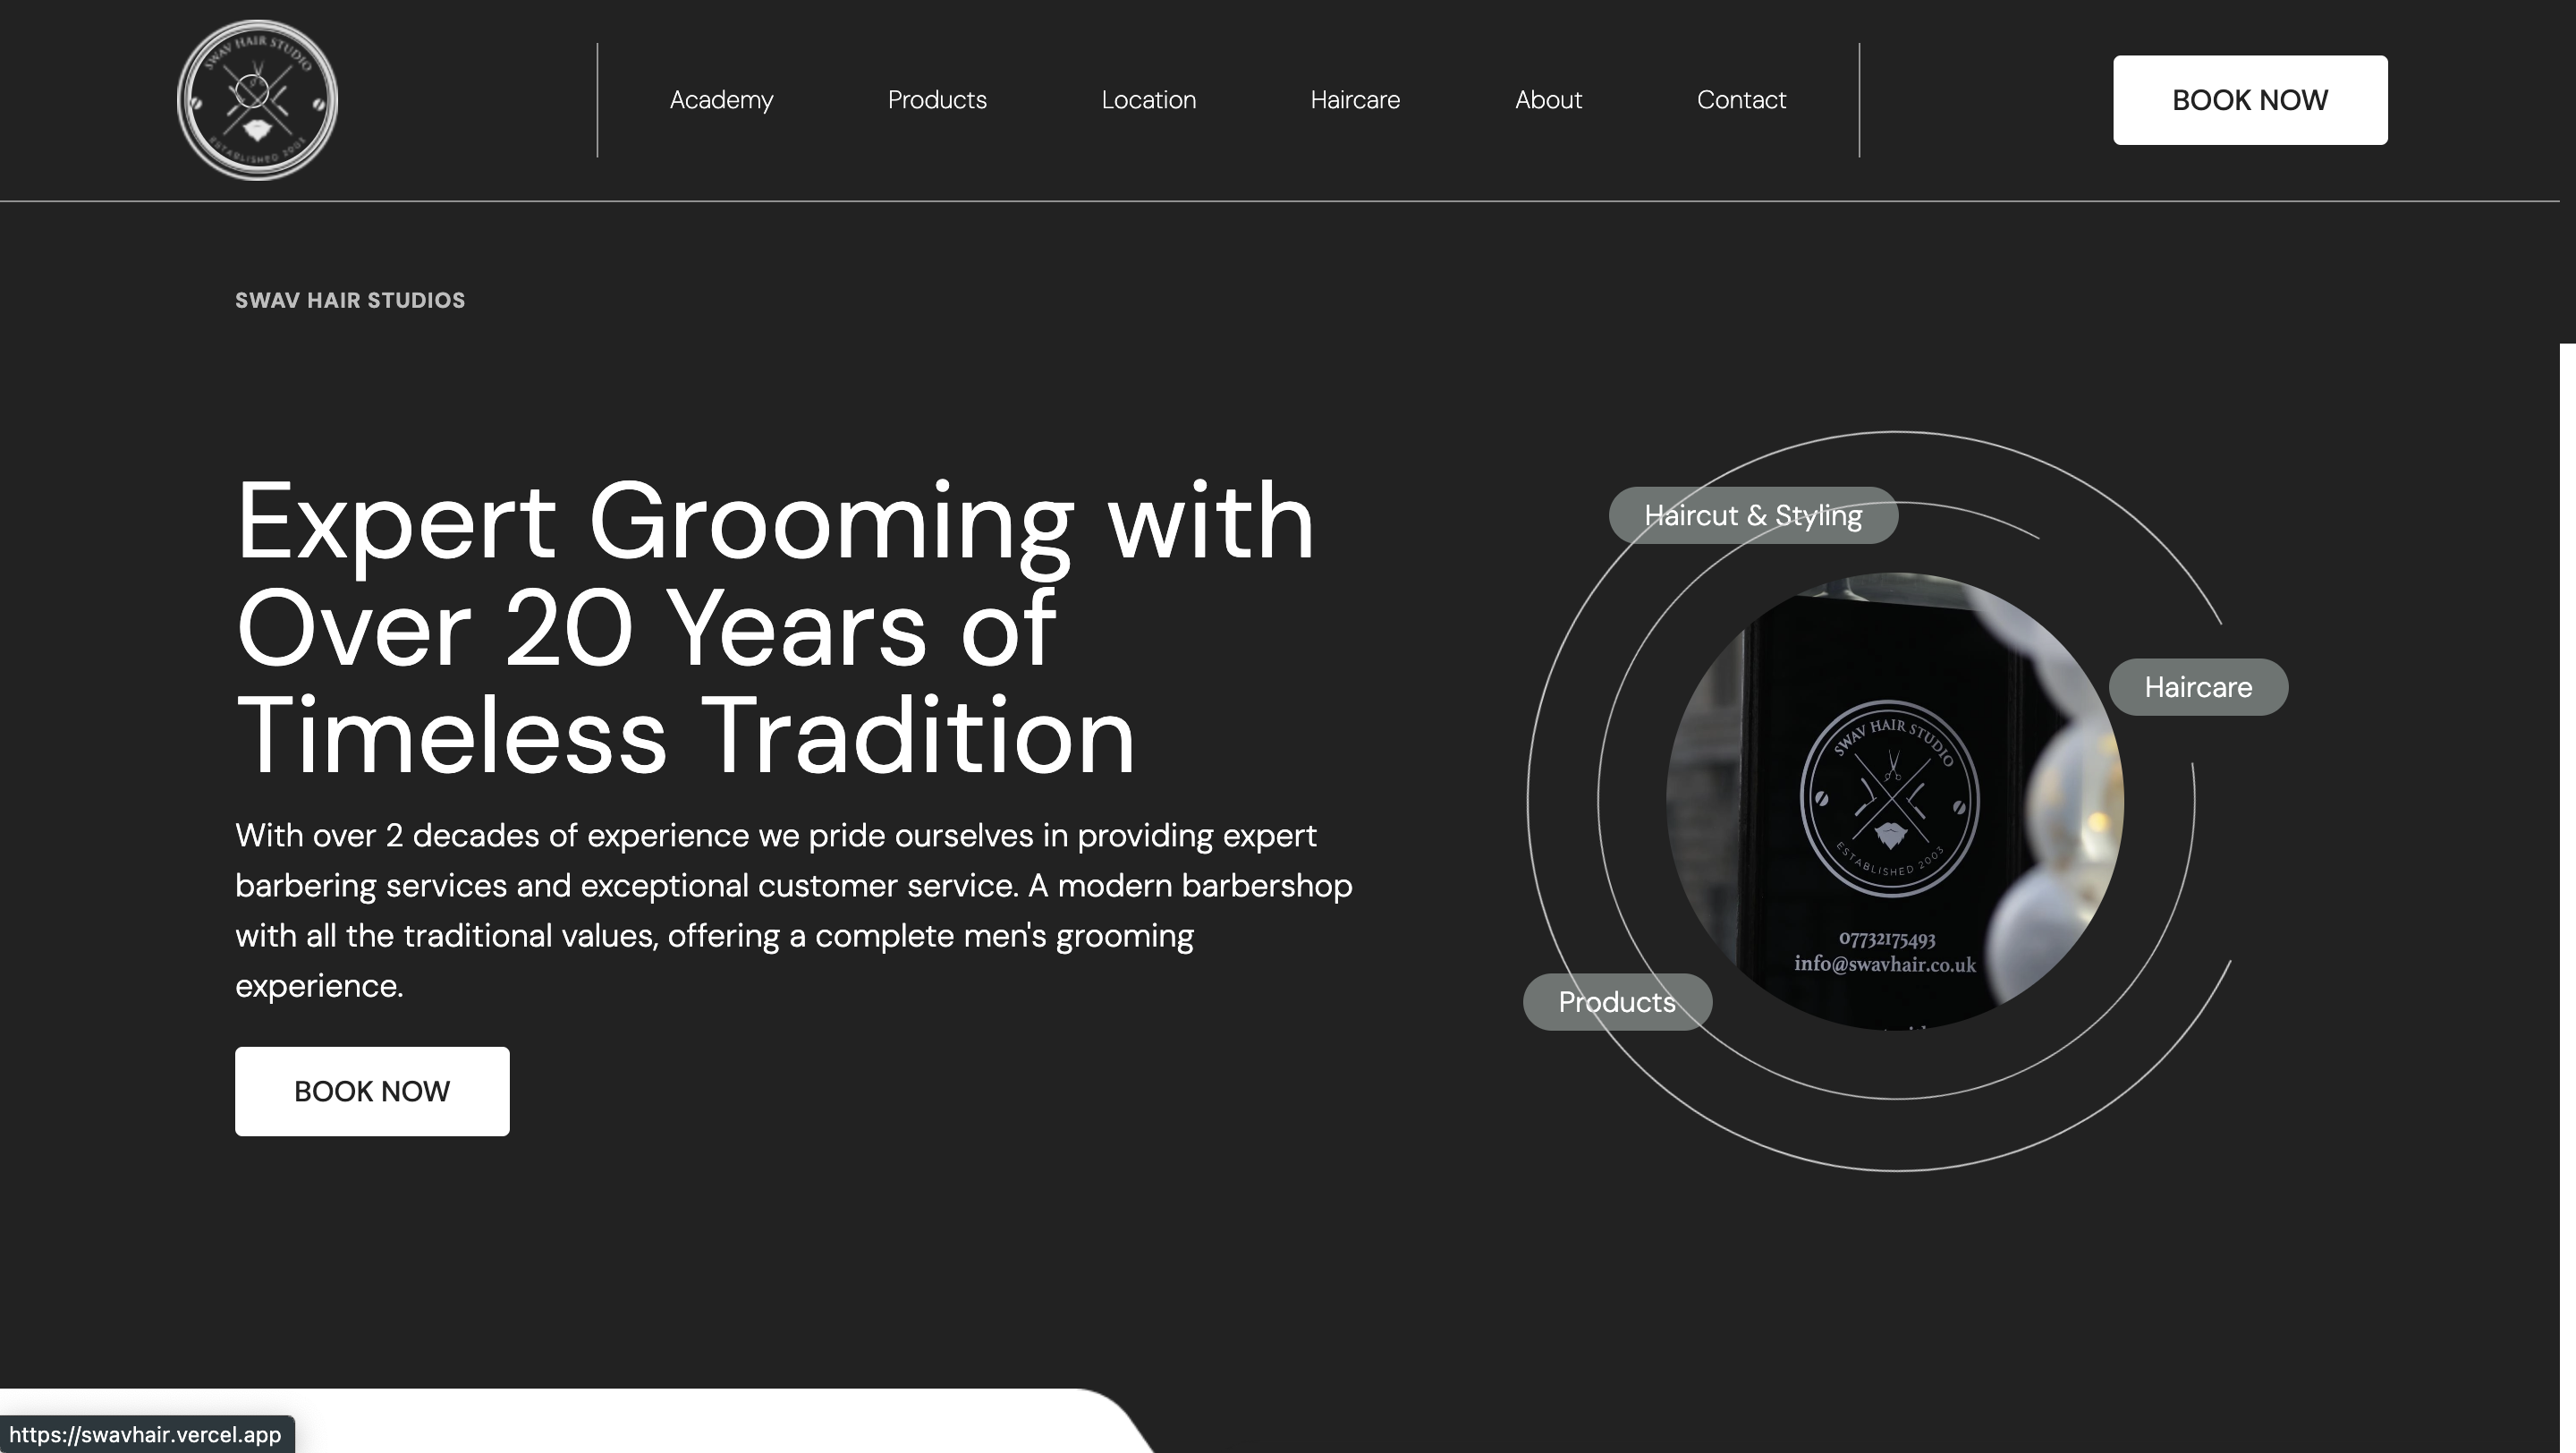 SWAV HAIR STUDIO
ESTABLISHED 2003
Academy
Products
Location
Haircare
About
Contact
BOOK NOW
SWAV HAIR STUDIOS
Expert Grooming with
Over 20 Years of
Timeless Tradition
With over 2 decades of experience we pride ourselves in providing expert
barbering services and exceptional customer service. A modern barbershop
with all the traditional values, offering a complete men's grooming
experience.
BOOK NOW
Haircut & Styling
Haircare
SWAV HAIR STUDIO
ESTABLISHED 2003
07732175493
info@swavhair.co.uk
Products
https://swavhair.vercel.app